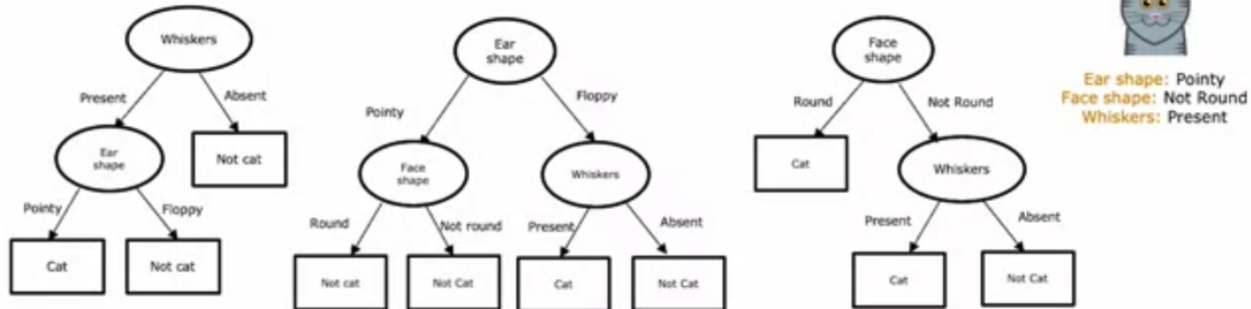 Whiskers
Present
Absent
Ear
shape
Not cat
Pointy
Floppy
Cat
Not cat
Ear
shape
Pointy
Floppy
Face
shape
Whiskers
Round
Not round
Present
Absent
Not cat
Not Cat
Cat
Not Cat
Face
shape
Round
Not Round
Cat
Whiskers
Present
Absent
Cat
Not Cat
Ear shape: Pointy
Face shape: Not Round
Whiskers: Present